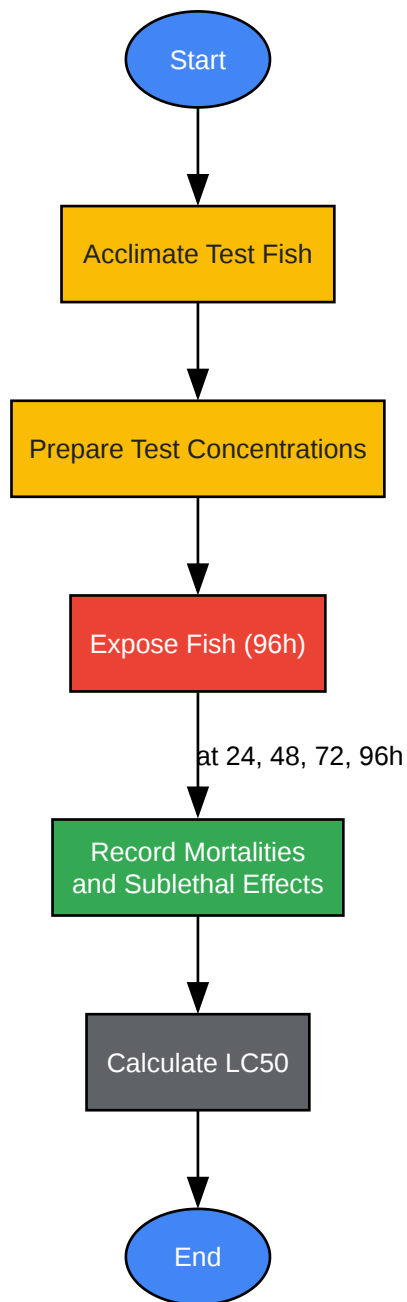 Start
Acclimate Test Fish
Prepare Test Concentrations
Expose Fish (96h)
at 24, 48, 72, 96h
Record Mortalities
and Sublethal Effects
Calculate LC50
End